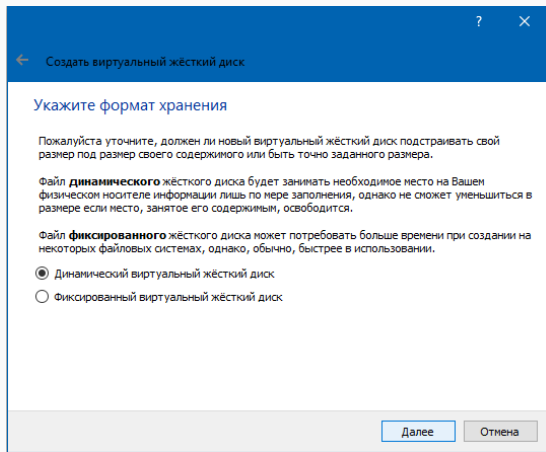 ?
Создать виртуальный жёсткий диск
Укажите формат хранения
Пожалуйста уточните, должен ли новый виртуальный жёсткий диск подстраивать свой
размер под размер своего содержимого или быть точно заданного размера.
Файл динамического жёсткого диска будет занимать необходимое место на Вашем
физическом носителе информации лишь по мере заполнения, однако не сможет уменьшиться в
размере если место, занятое его содержимым, освободится.
Файл фиксированного жёсткого диска может потребовать больше времени при создании на
некоторых файловых системах, однако, обычно, быстрее в использовании.
Динамический виртуальный жёсткий диск
Фиксированный виртуальный жёсткий диск
Далее
Отмена